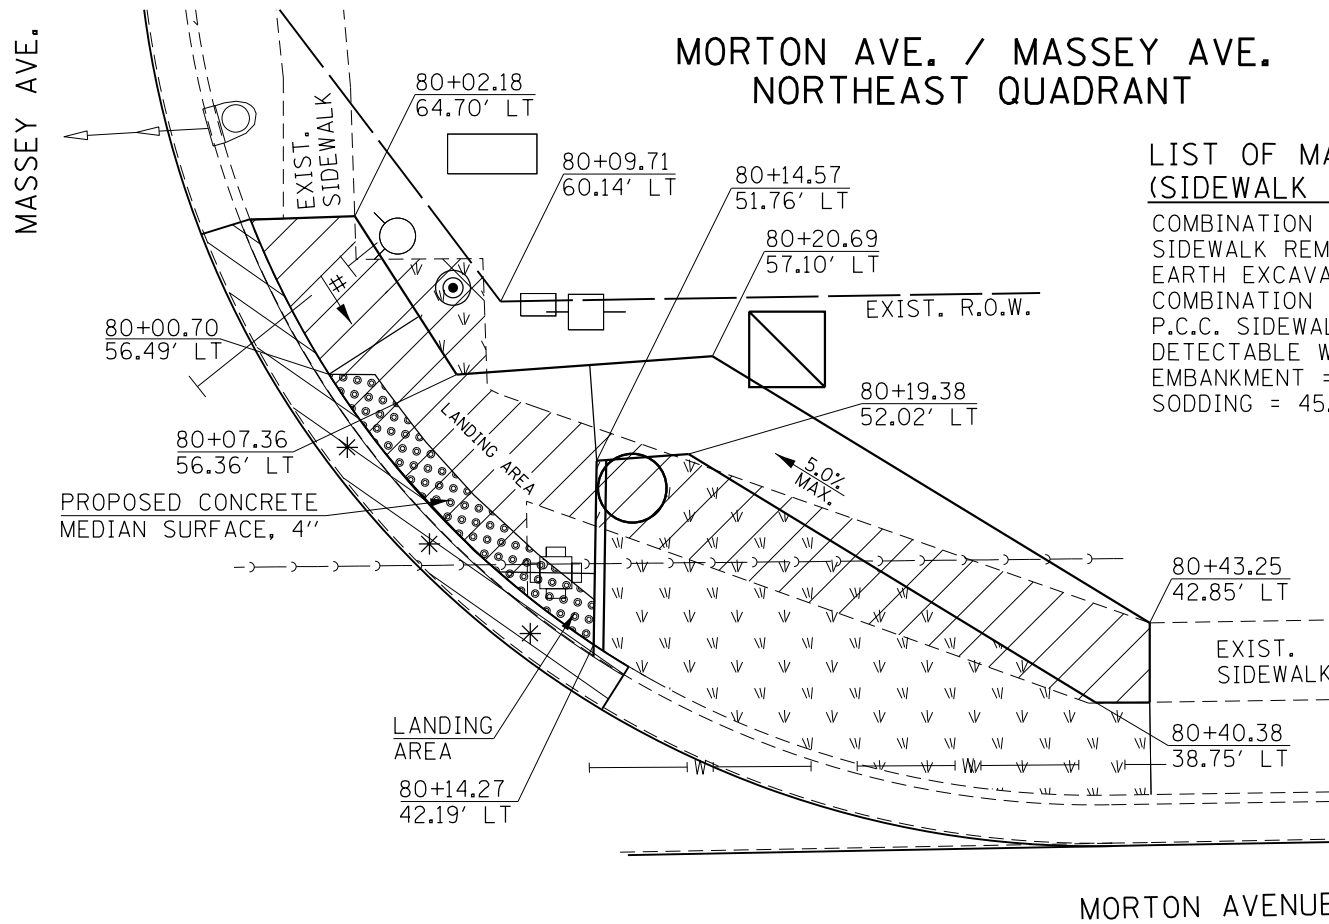 MORTON AVE. / MASSEY AVE.
NORTHEAST QUADRANT
MASSEY AVE.
80+02.18
64.70' LT
EXIST.
SIDEWALK
80+09.71
60.14' LT
80+14.57
51.76' LT
80+20.69
57.10' LT
LIST OF MA
(SIDEWALK
COMBINATION
SIDEWALK REM
EARTH EXCAVA
COMBINATION
P.C.C. SIDEWAL
DETECTABLE W
EMBANKMENT =
SODDING = 45.
EXIST. R.O.W.
#
80+00.70
56.49' LT
80+19.38
52.02' LT
80+07.36
56.36' LT
LANDING AREA
5.0%
MAX.
PROPOSED CONCRETE
MEDIAN SURFACE, 4''
80+43.25
42.85' LT
EXIST.
SIDEWALK
LANDING
AREA
80+40.38
38.75' LT
W
W
80+14.27
42.19' LT
MORTON AVENUE